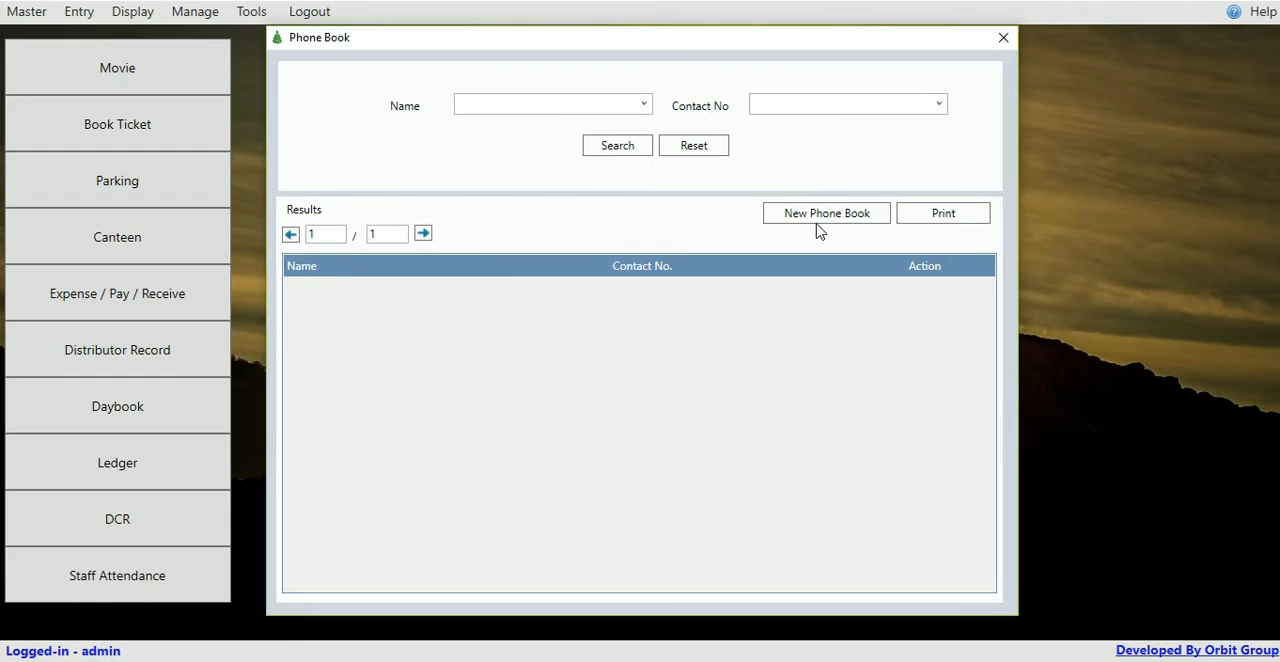 Master Entry Display Manage Tools Logout Help
Phone Book
Movie
Book Ticket
Parking
Canteen
Expense / Pay / Receive
Distributor Record
Daybook
Ledger
DCR
Staff Attendance
Name Contact No
Search Reset
Results
New Phone Book Print
1 / 1
Name Contact No. Action
Logged-in - admin
Developed By Orbit Group